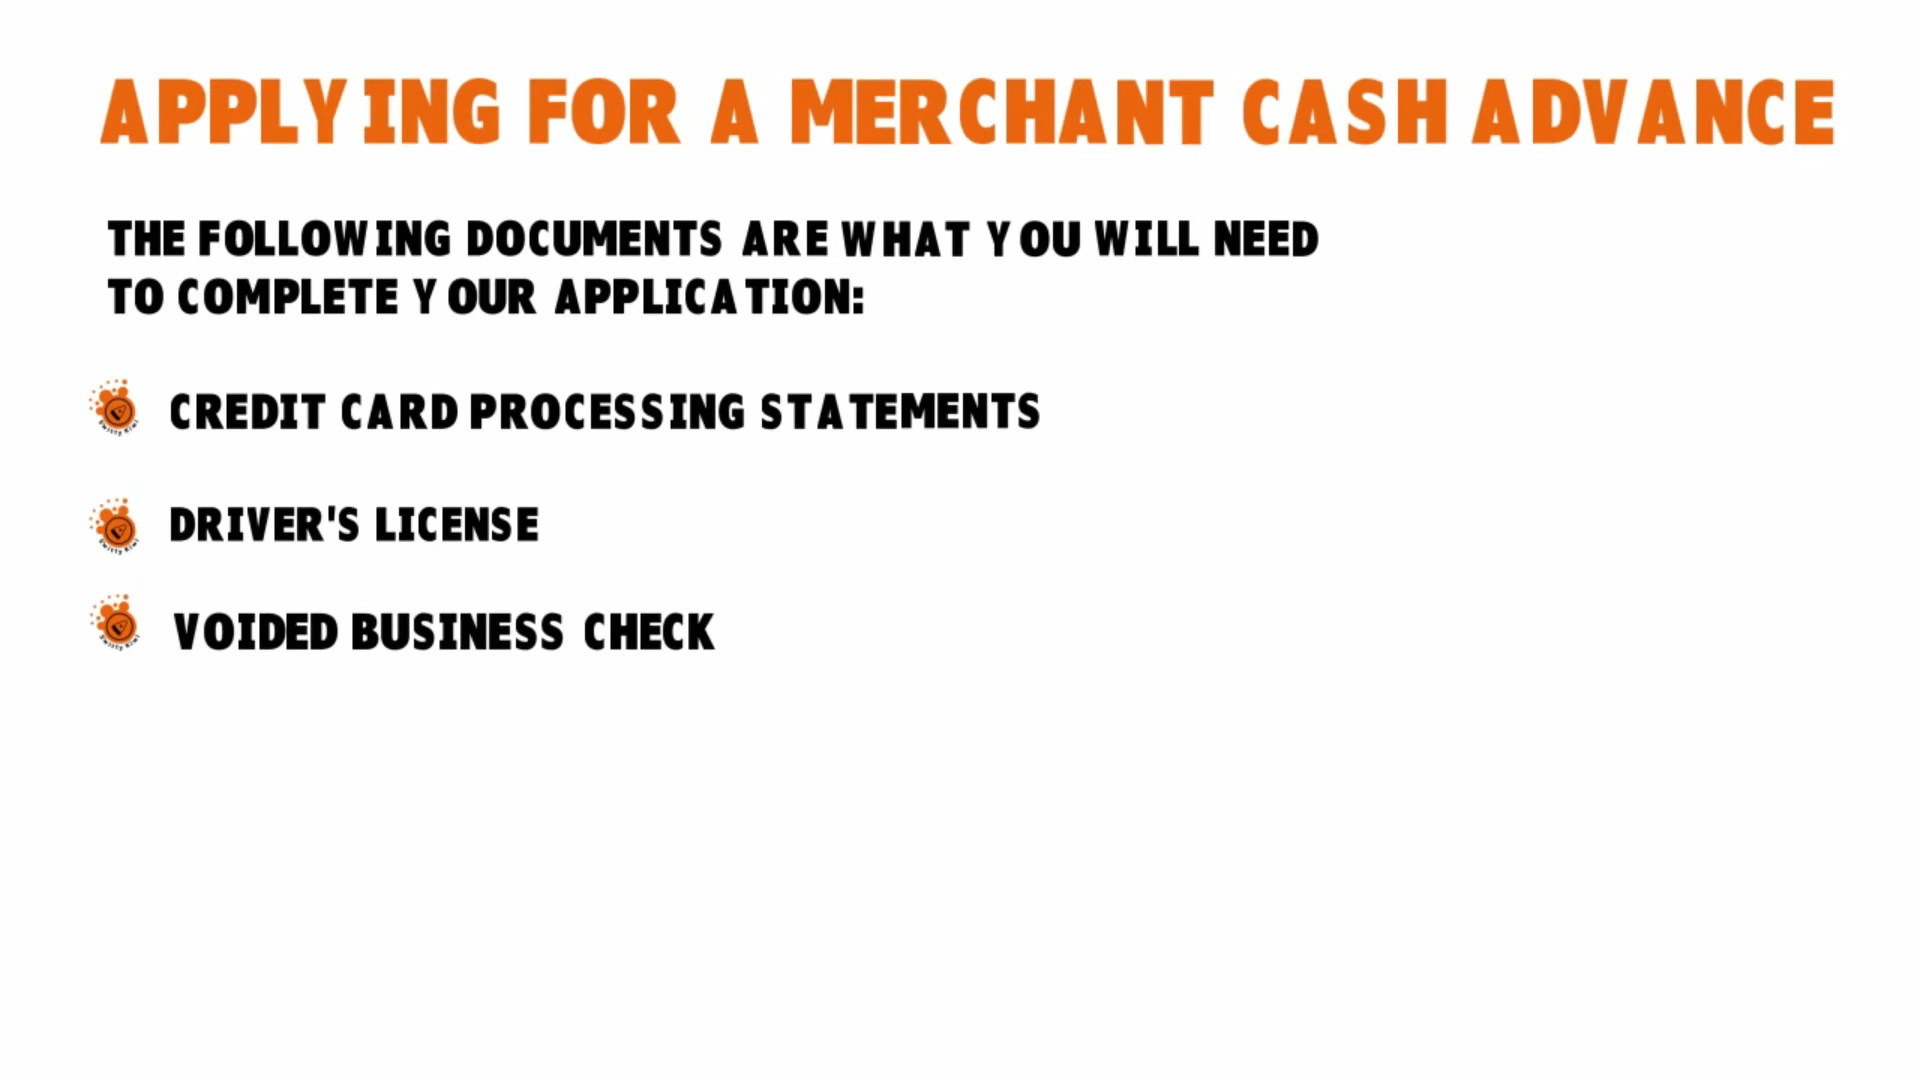 APPLYING FOR A MERCHANT CASH ADVANCE
THE FOLLOWING DOCUMENTS ARE WHAT YOU WILL NEED
TO COMPLETE YOUR APPLICATION:
CREDIT CARD PROCESSING STATEMENTS
DRIVER'S LICENSE
VOIDED BUSINESS CHECK